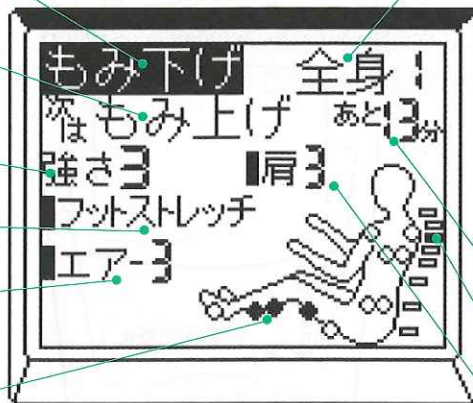 もみ下げ 全身1
次は もみ上げ あと13分
強さ3 肩3
フットストレッチ
エアー3